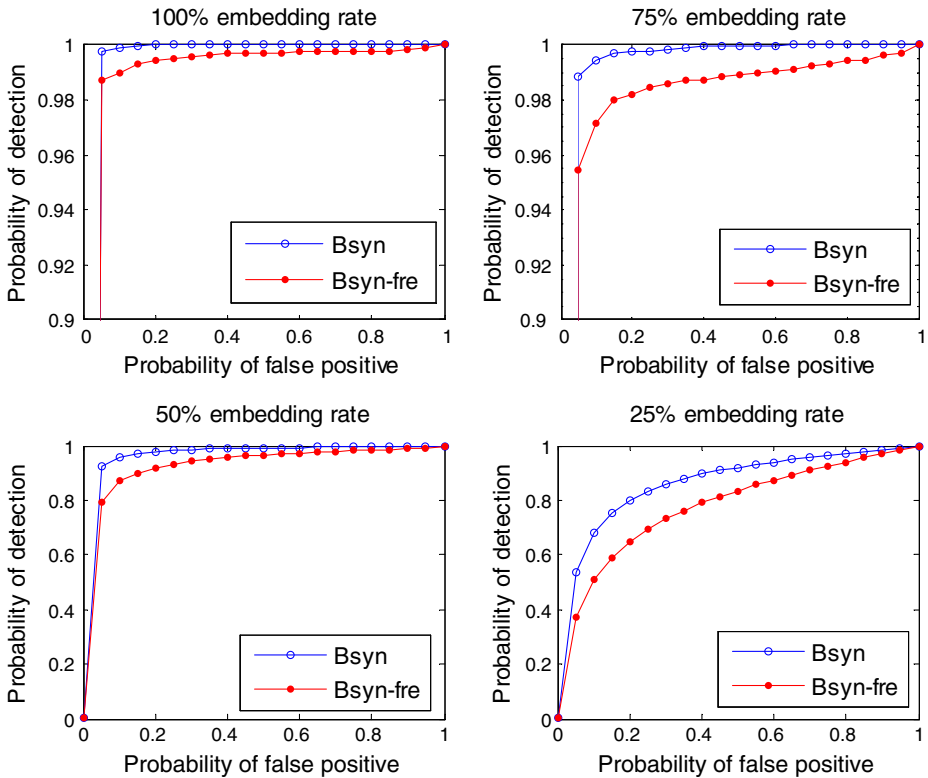 100% embedding rate
Probability of detection
1
0.98
0.96
0.94
0.92
0.9
0 0.2 0.4 0.6 0.8 1
Probability of false positive
Bsyn
Bsyn-fre
75% embedding rate
Probability of detection
1
0.98
0.96
0.94
0.92
0.9
0 0.2 0.4 0.6 0.8 1
Probability of false positive
Bsyn
Bsyn-fre
50% embedding rate
Probability of detection
1
0.8
0.6
0.4
0.2
0
0 0.2 0.4 0.6 0.8 1
Probability of false positive
Bsyn
Bsyn-fre
25% embedding rate
Probability of detection
1
0.8
0.6
0.4
0.2
0
0 0.2 0.4 0.6 0.8 1
Probability of false positive
Bsyn
Bsyn-fre